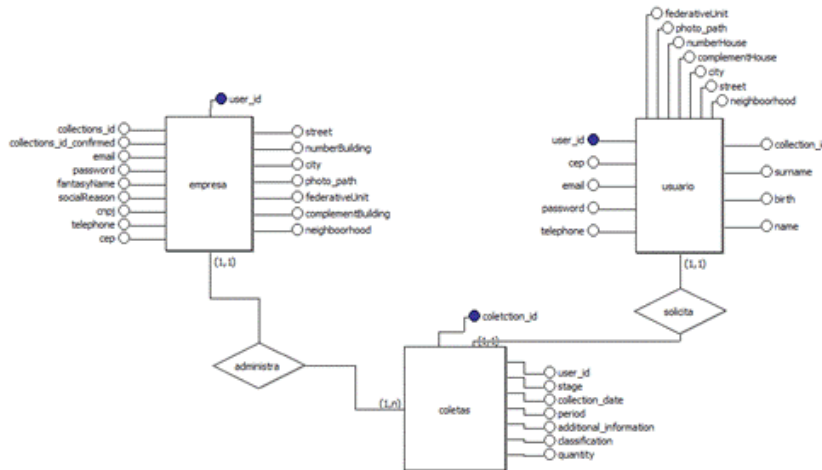 federativeUnit
photo_path
numberHouse
complementHouse
city
street
neighboorhood
user_id
collections_id
collections_id_confirmed
email
password
fantasyName
socialReason
cnpj
telephone
cep
empresa
street
numberBuilding
city
photo_path
federativeUnit
complementBuilding
neighboorhood
(1,1)
user_id
cep
email
password
telephone
usuario
surname
birth
name
(1,1)
solicita
administra
coletction_id
(1,1)
(1,n)
coletas
user_id
stage
collection_date
period
additional_information
classification
quantity